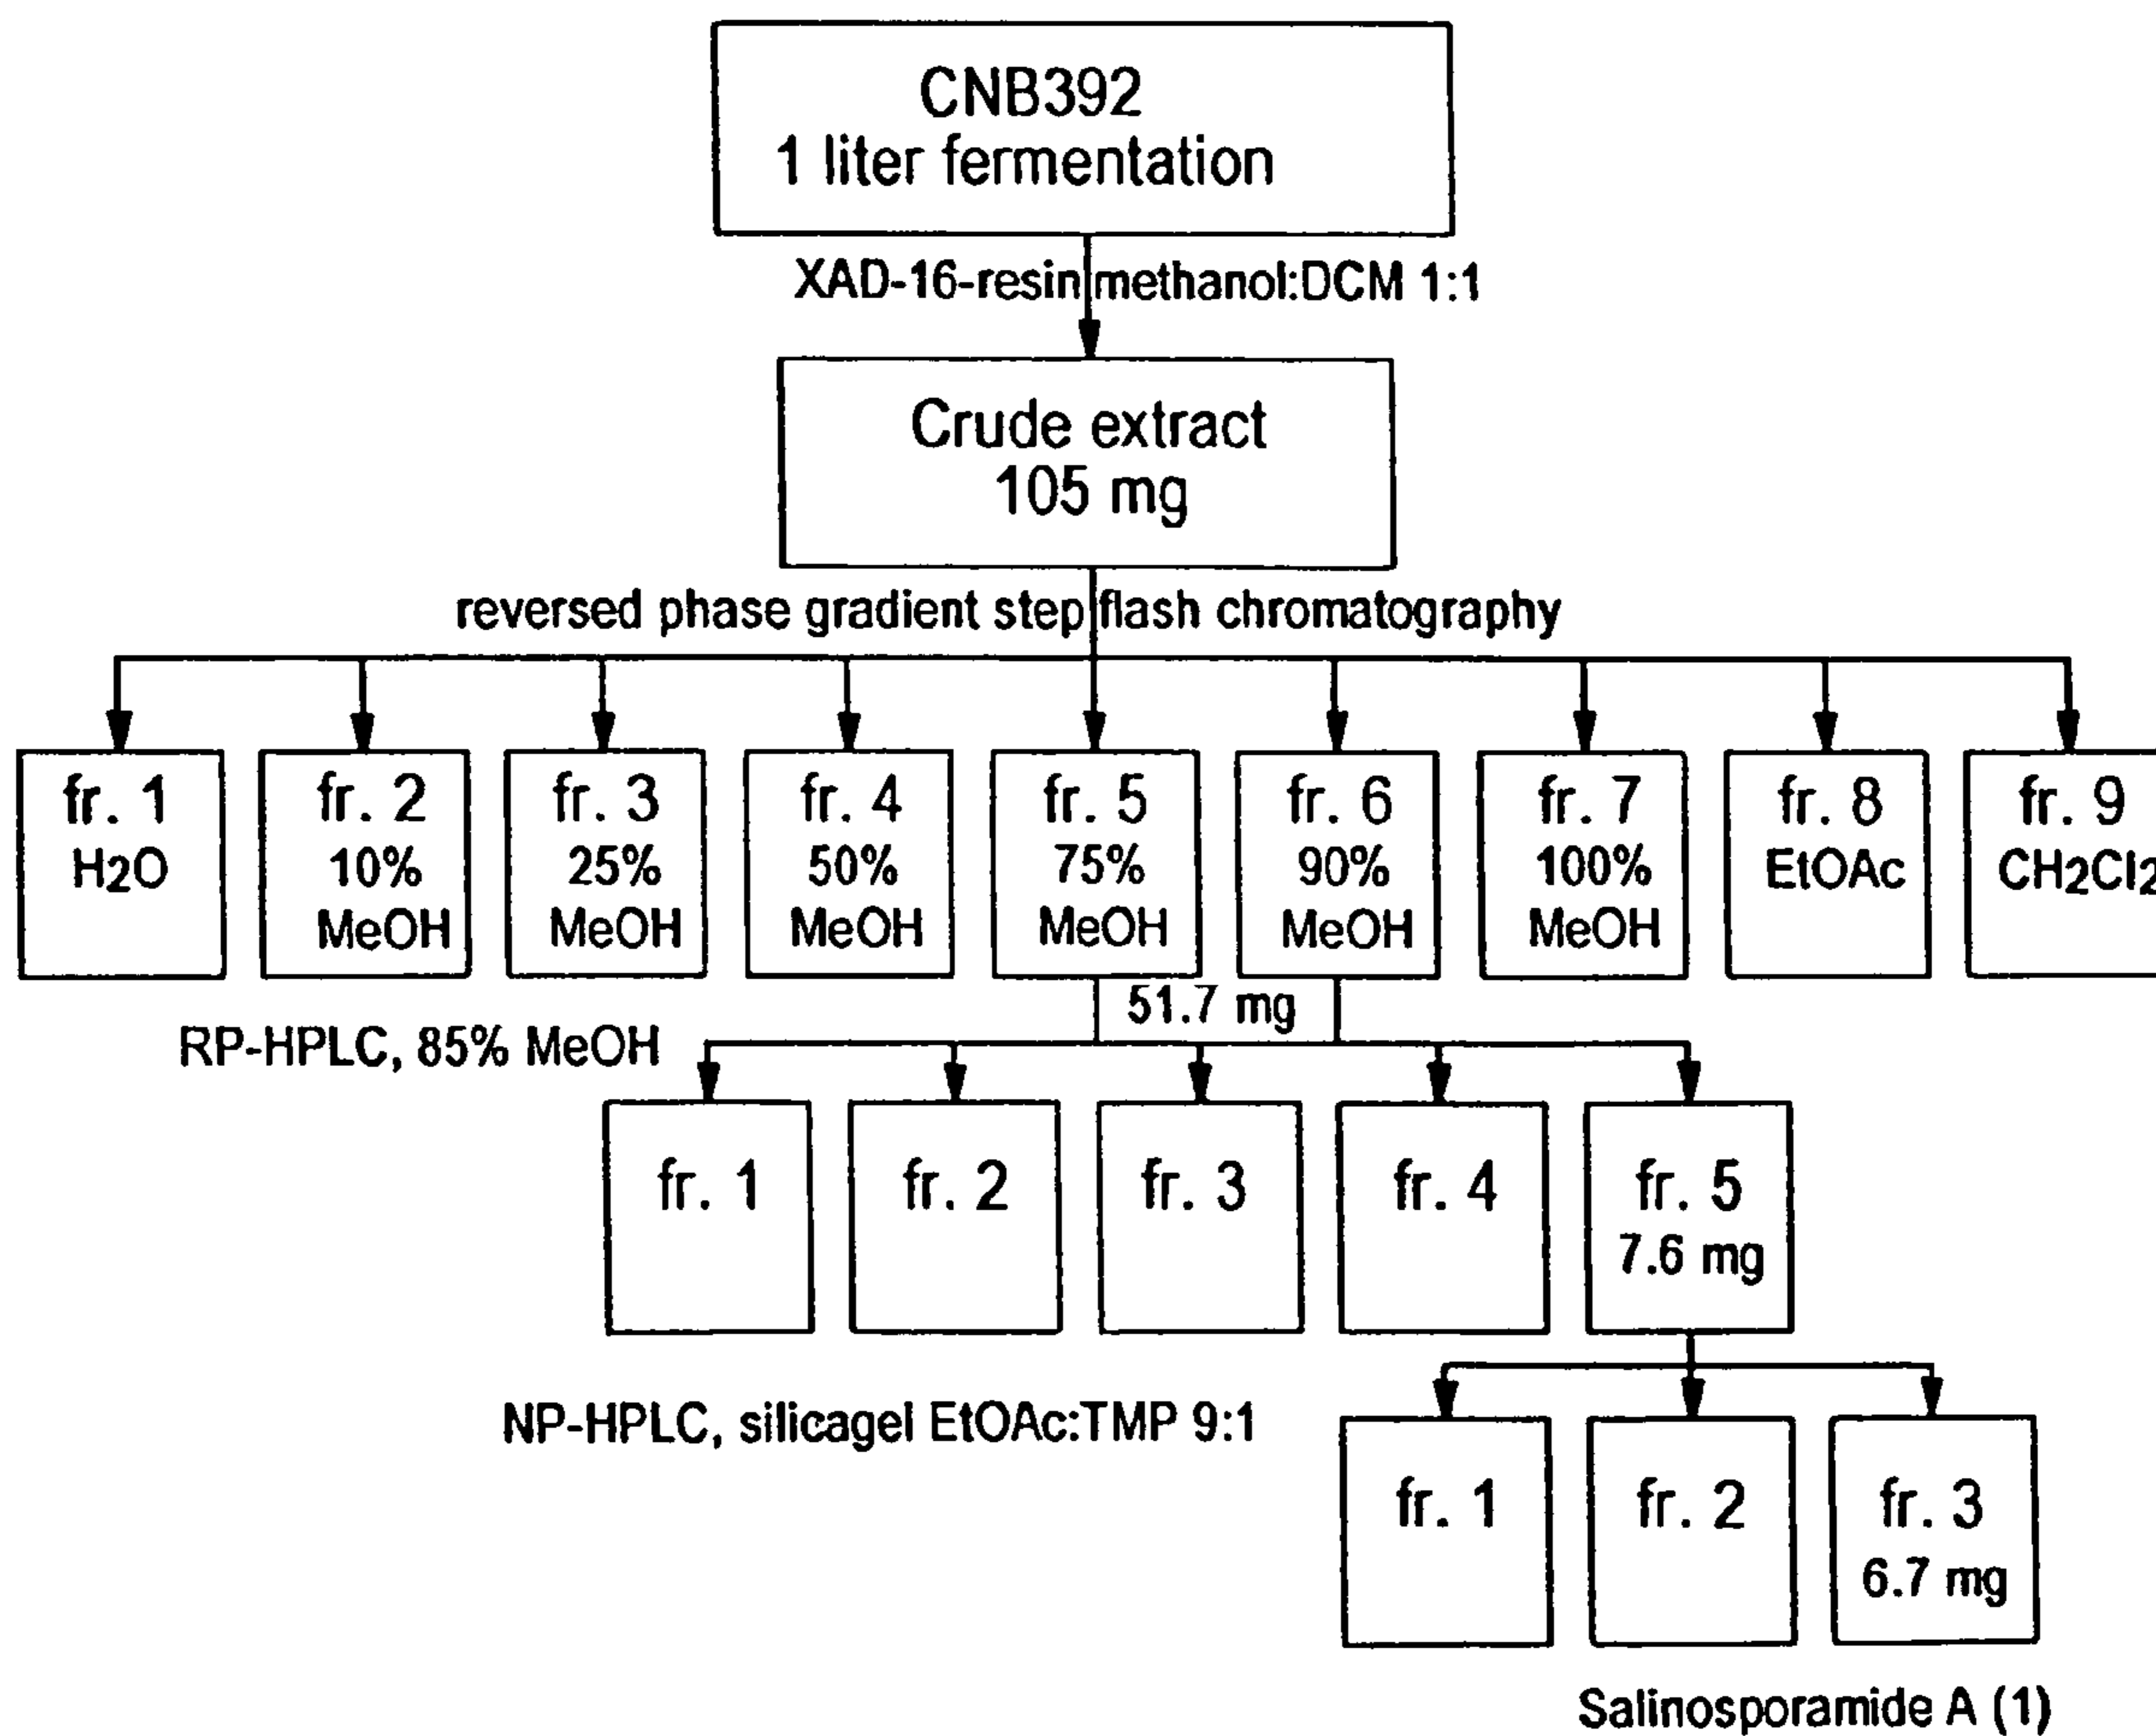 CNB392
1 liter fermentation
XAD-16-resin methanol:DCM 1:1
Crude extract
105 mg
reversed phase gradient step flash chromatography
fr. 1
H2O
fr. 2
10%
MeOH
fr. 3
25%
MeOH
fr. 4
50%
MeOH
fr. 5
75%
MeOH
fr. 6
90%
MeOH
fr. 7
100%
MeOH
fr. 8
EtOAc
fr. 9
CH2Cl2
51.7 mg
RP-HPLC, 85% MeOH
fr. 1
fr. 2
fr. 3
fr. 4
fr. 5
7.6 mg
NP-HPLC, silicagel EtOAc:TMP 9:1
fr. 1
fr. 2
fr. 3
6.7 mg
Salinosporamide A (1)